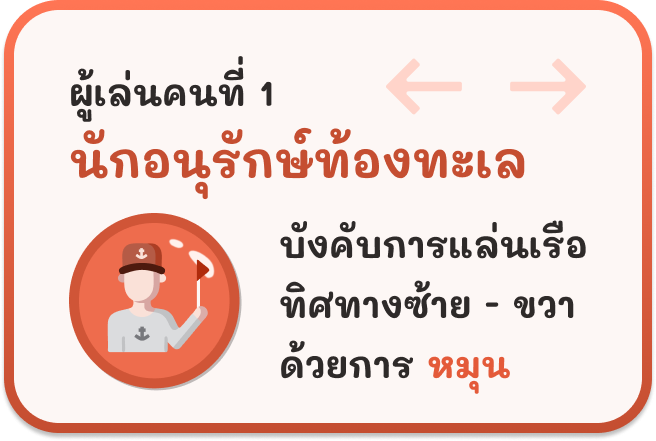 ผู้เล่นคนที่ 1
นักอนุรักษ์ท้องทะเล
บังคับการแล่นเรือ
ทิศทางซ้าย - ขวา
ด้วยการ หมุน